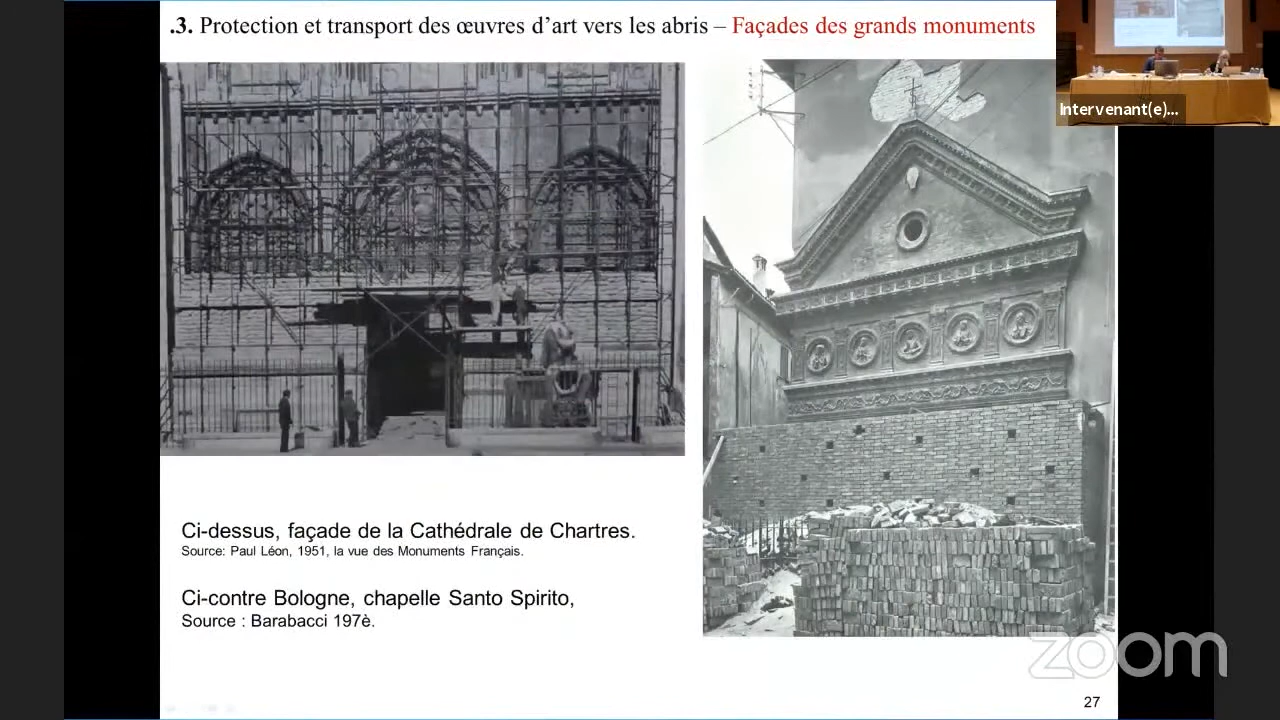 .3. Protection et transport des œuvres d’art vers les abris – Façades des grands monuments
Intervenant(e)...
Ci-dessus, façade de la Cathédrale de Chartres.
Source: Paul Léon, 1951, la vue des Monuments Français.
Ci-contre Bologne, chapelle Santo Spirito,
Source : Barabacci 197è.
zoom
27